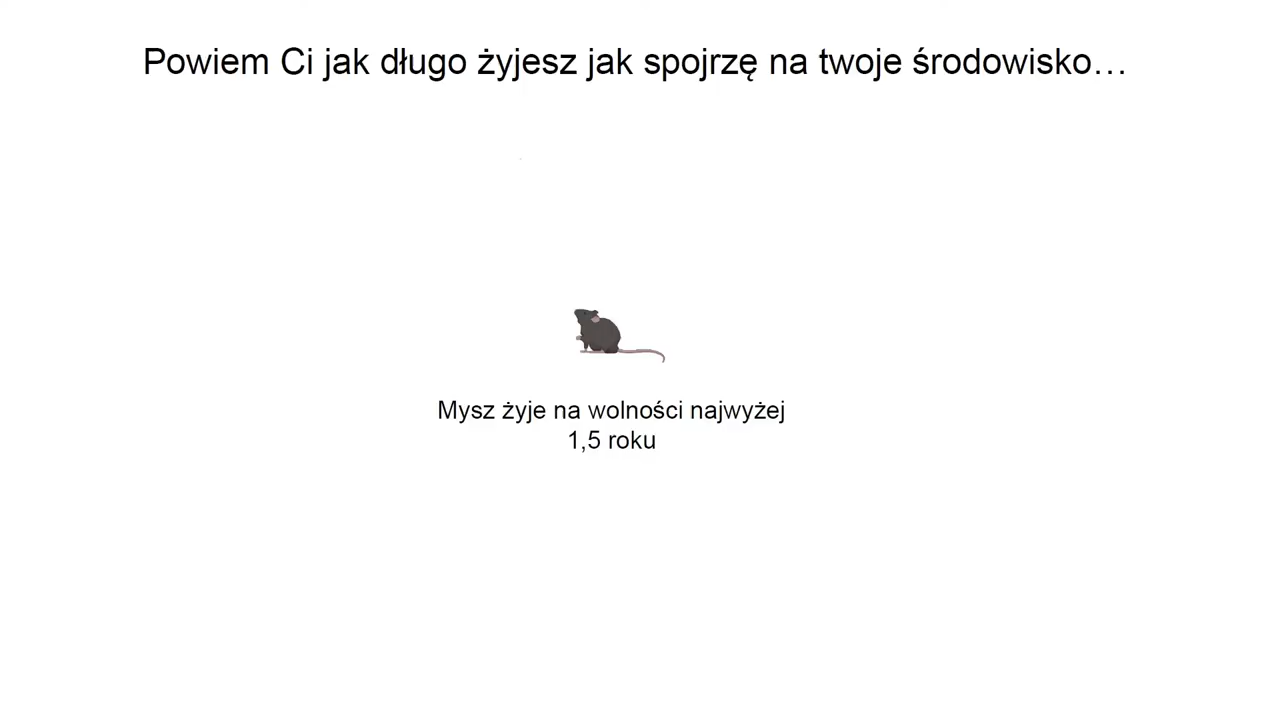 Powiem Ci jak długo żyjesz jak spojrzę na twoje środowisko…
Mysz żyje na wolności najwyżej
1,5 roku